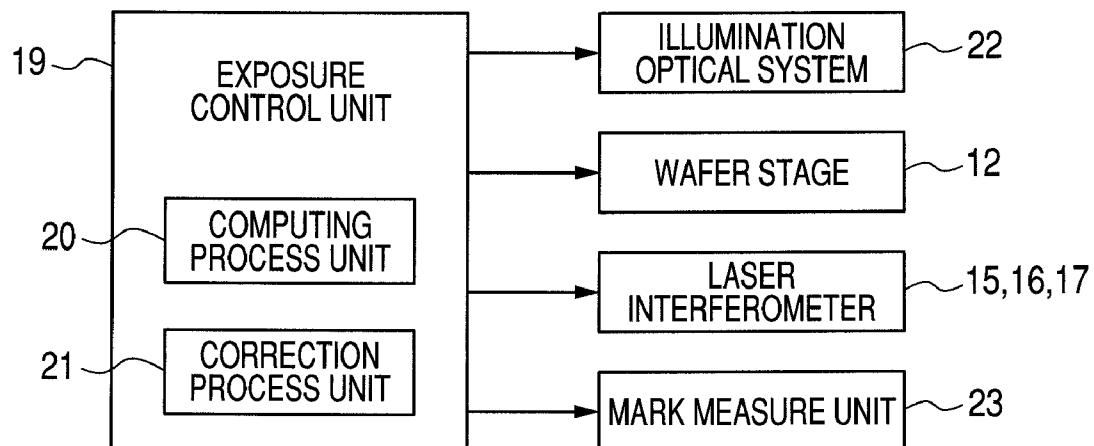 19
EXPOSURE
CONTROL UNIT
20
COMPUTING
PROCESS UNIT
21
CORRECTION
PROCESS UNIT
ILLUMINATION
OPTICAL SYSTEM
22
WAFER STAGE
12
LASER
INTERFEROMETER
15,16,17
MARK MEASURE UNIT
23